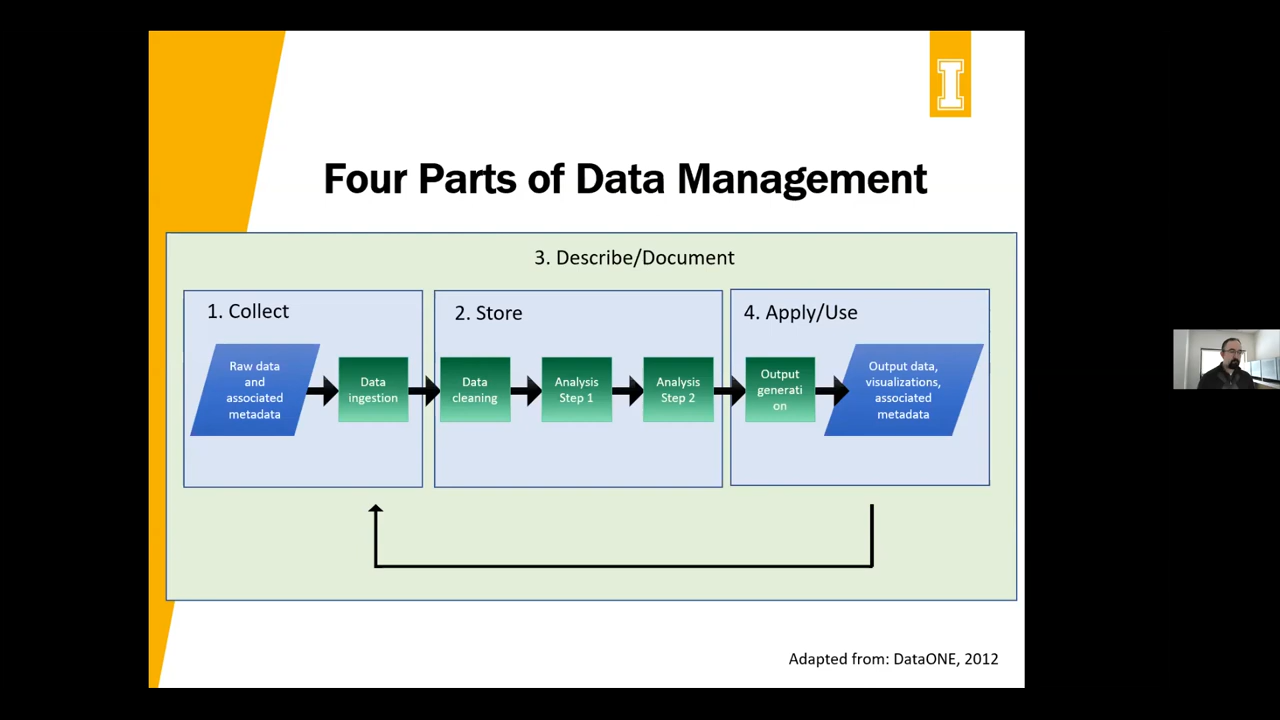 I
Four Parts of Data Management
3. Describe/Document
1. Collect
2. Store
4. Apply/Use
Raw data
and
associated
metadata
Data
ingestion
Data
cleaning
Analysis
Step 1
Analysis
Step 2
Output
generati
on
Output data,
visualizations,
associated
metadata
Adapted from: DataONE, 2012